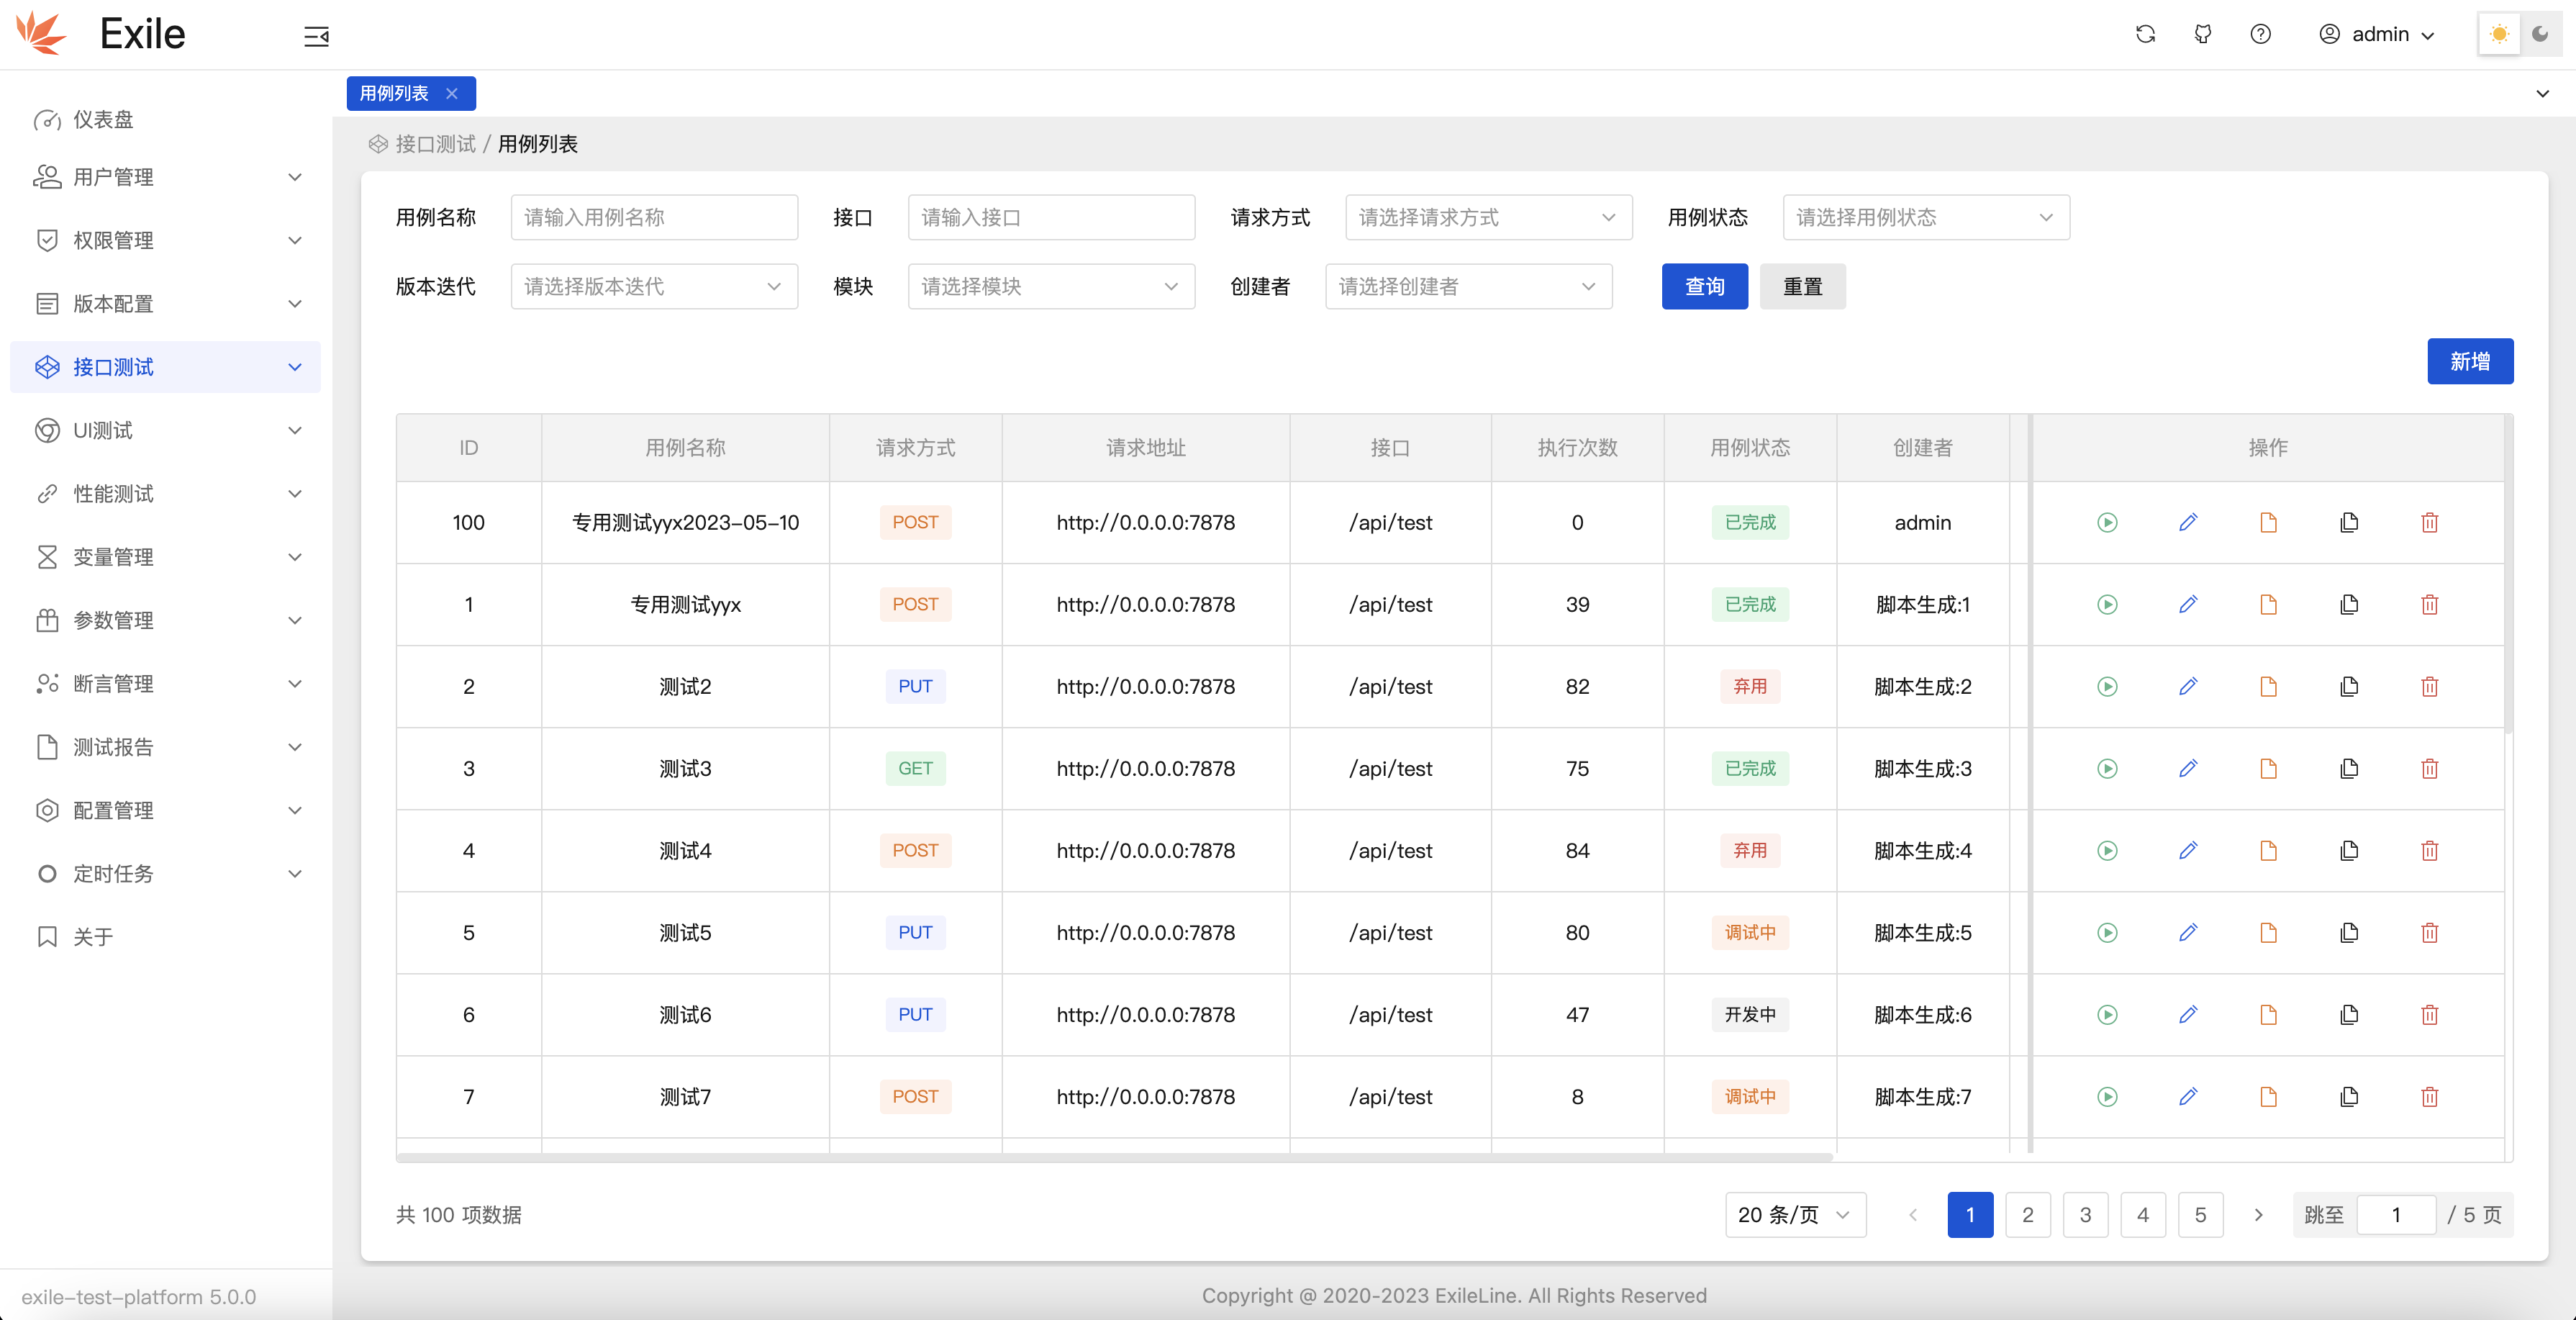 Exile
admin
用例列表
仪表盘
用户管理
权限管理
版本配置
接口测试
UI测试
性能测试
变量管理
参数管理
断言管理
测试报告
配置管理
定时任务
关于
exile-test-platform 5.0.0
接口测试 / 用例列表
用例名称 请输入用例名称 接口 请输入接口 请求方式 请选择请求方式 用例状态 请选择用例状态
版本迭代 请选择版本迭代 模块 请选择模块 创建者 请选择创建者 查询 重置
新增
ID 用例名称 请求方式 请求地址 接口 执行次数 用例状态 创建者 操作
100 专用测试yyx2023-05-10 POST http://0.0.0.0:7878 /api/test 0 已完成 admin
1 专用测试yyx POST http://0.0.0.0:7878 /api/test 39 已完成 脚本生成:1
2 测试2 PUT http://0.0.0.0:7878 /api/test 82 弃用 脚本生成:2
3 测试3 GET http://0.0.0.0:7878 /api/test 75 已完成 脚本生成:3
4 测试4 POST http://0.0.0.0:7878 /api/test 84 弃用 脚本生成:4
5 测试5 PUT http://0.0.0.0:7878 /api/test 80 调试中 脚本生成:5
6 测试6 PUT http://0.0.0.0:7878 /api/test 47 开发中 脚本生成:6
7 测试7 POST http://0.0.0.0:7878 /api/test 8 调试中 脚本生成:7
共 100 项数据 20 条/页 1 2 3 4 5 跳至 1 / 5 页
Copyright @ 2020-2023 ExileLine. All Rights Reserved